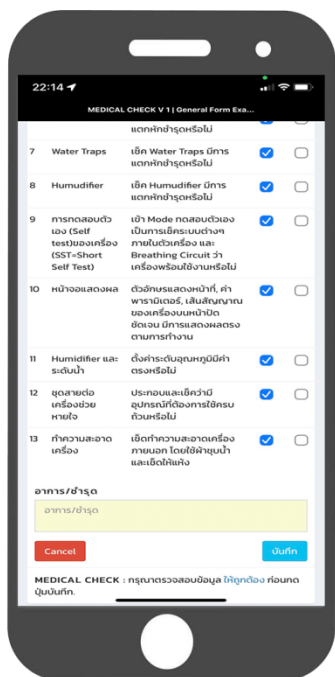 22:14
MEDICAL CHECK V 1 | General Form Exa...
แตกหักชำรุดหรือไม่
7 Water Traps เช็ค Water Traps มีการ
แตกหักชำรุดหรือไม่
8 Humudifier เช็ค Humudifier มีการ
แตกหักชำรุดหรือไม่
9 การทดสอบตัว เข้า Mode ทดสอบตัวเอง
เอง (Self เป็นการเช็คระบบต่างๆ
test)ของเครื่อง ภายในตัวเครื่อง และ
(SST=Short Breathing Circuit ว่า
Self Test) เครื่องพร้อมใช้งานหรือไม่
10 หน้าจอแสดงผล ตัวอักษรแสดงหน้าที่, ค่า
พารามิเตอร์, เส้นสัญญาณ
ของเครื่องบนหน้าปัด
ชัดเจน มีการแสดงผลตรง
ตามการทำงาน
11 Humidifier และ ตั้งค่าระดับอุณหภูมิมีค่า
ระดับน้ำ ตรงหรือไม่
12 ชุดสายต่อ ประกอบและเช็คว่ามี
เครื่องช่วย อุปกรณ์ที่ต้องการใช้ครบ
หายใจ ถ้วนหรือไม่
13 ทำความสะอาด เช็ดทำความสะอาดเครื่อง
เครื่อง ภายนอก โดยใช้ผ้าชุบน้ำ
และเช็ดให้แห้ง
อาการ/ชำรุด
อาการ/ชำรุด
Cancel บันทึก
MEDICAL CHECK : กรุณาตรวจสอบข้อมูล ให้ถูกต้อง ก่อนกด
ปุ่มบันทึก.